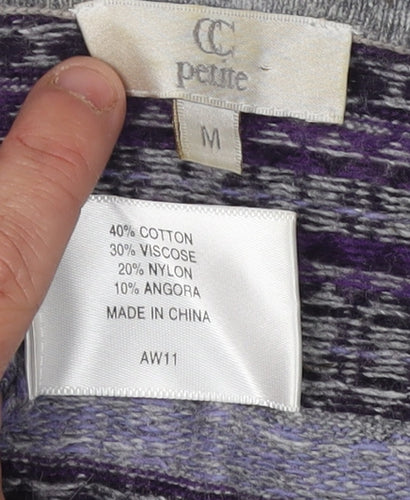 CC
petite
M
40% COTTON
30% VISCOSE
20% NYLON
10% ANGORA
MADE IN CHINA
AW11